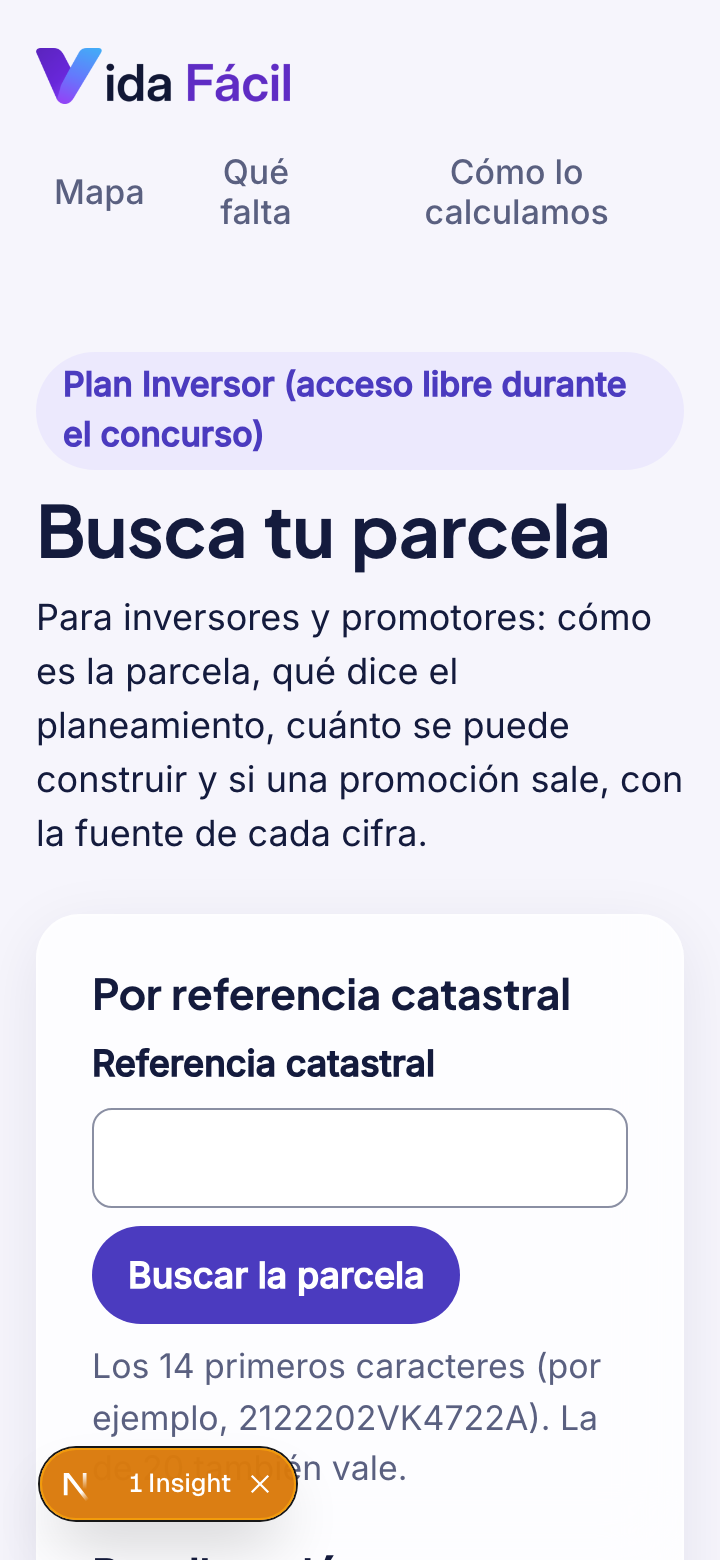 Vida Fácil
Mapa
Qué
falta
Cómo lo
calculamos
Plan Inversor (acceso libre durante
el concurso)
Busca tu parcela
Para inversores y promotores: cómo
es la parcela, qué dice el
planeamiento, cuánto se puede
construir y si una promoción sale, con
la fuente de cada cifra.
Por referencia catastral
Referencia catastral
Buscar la parcela
Los 14 primeros caracteres (por
ejemplo, 2122202VK4722A). La
de 20 también vale.
1 Insight